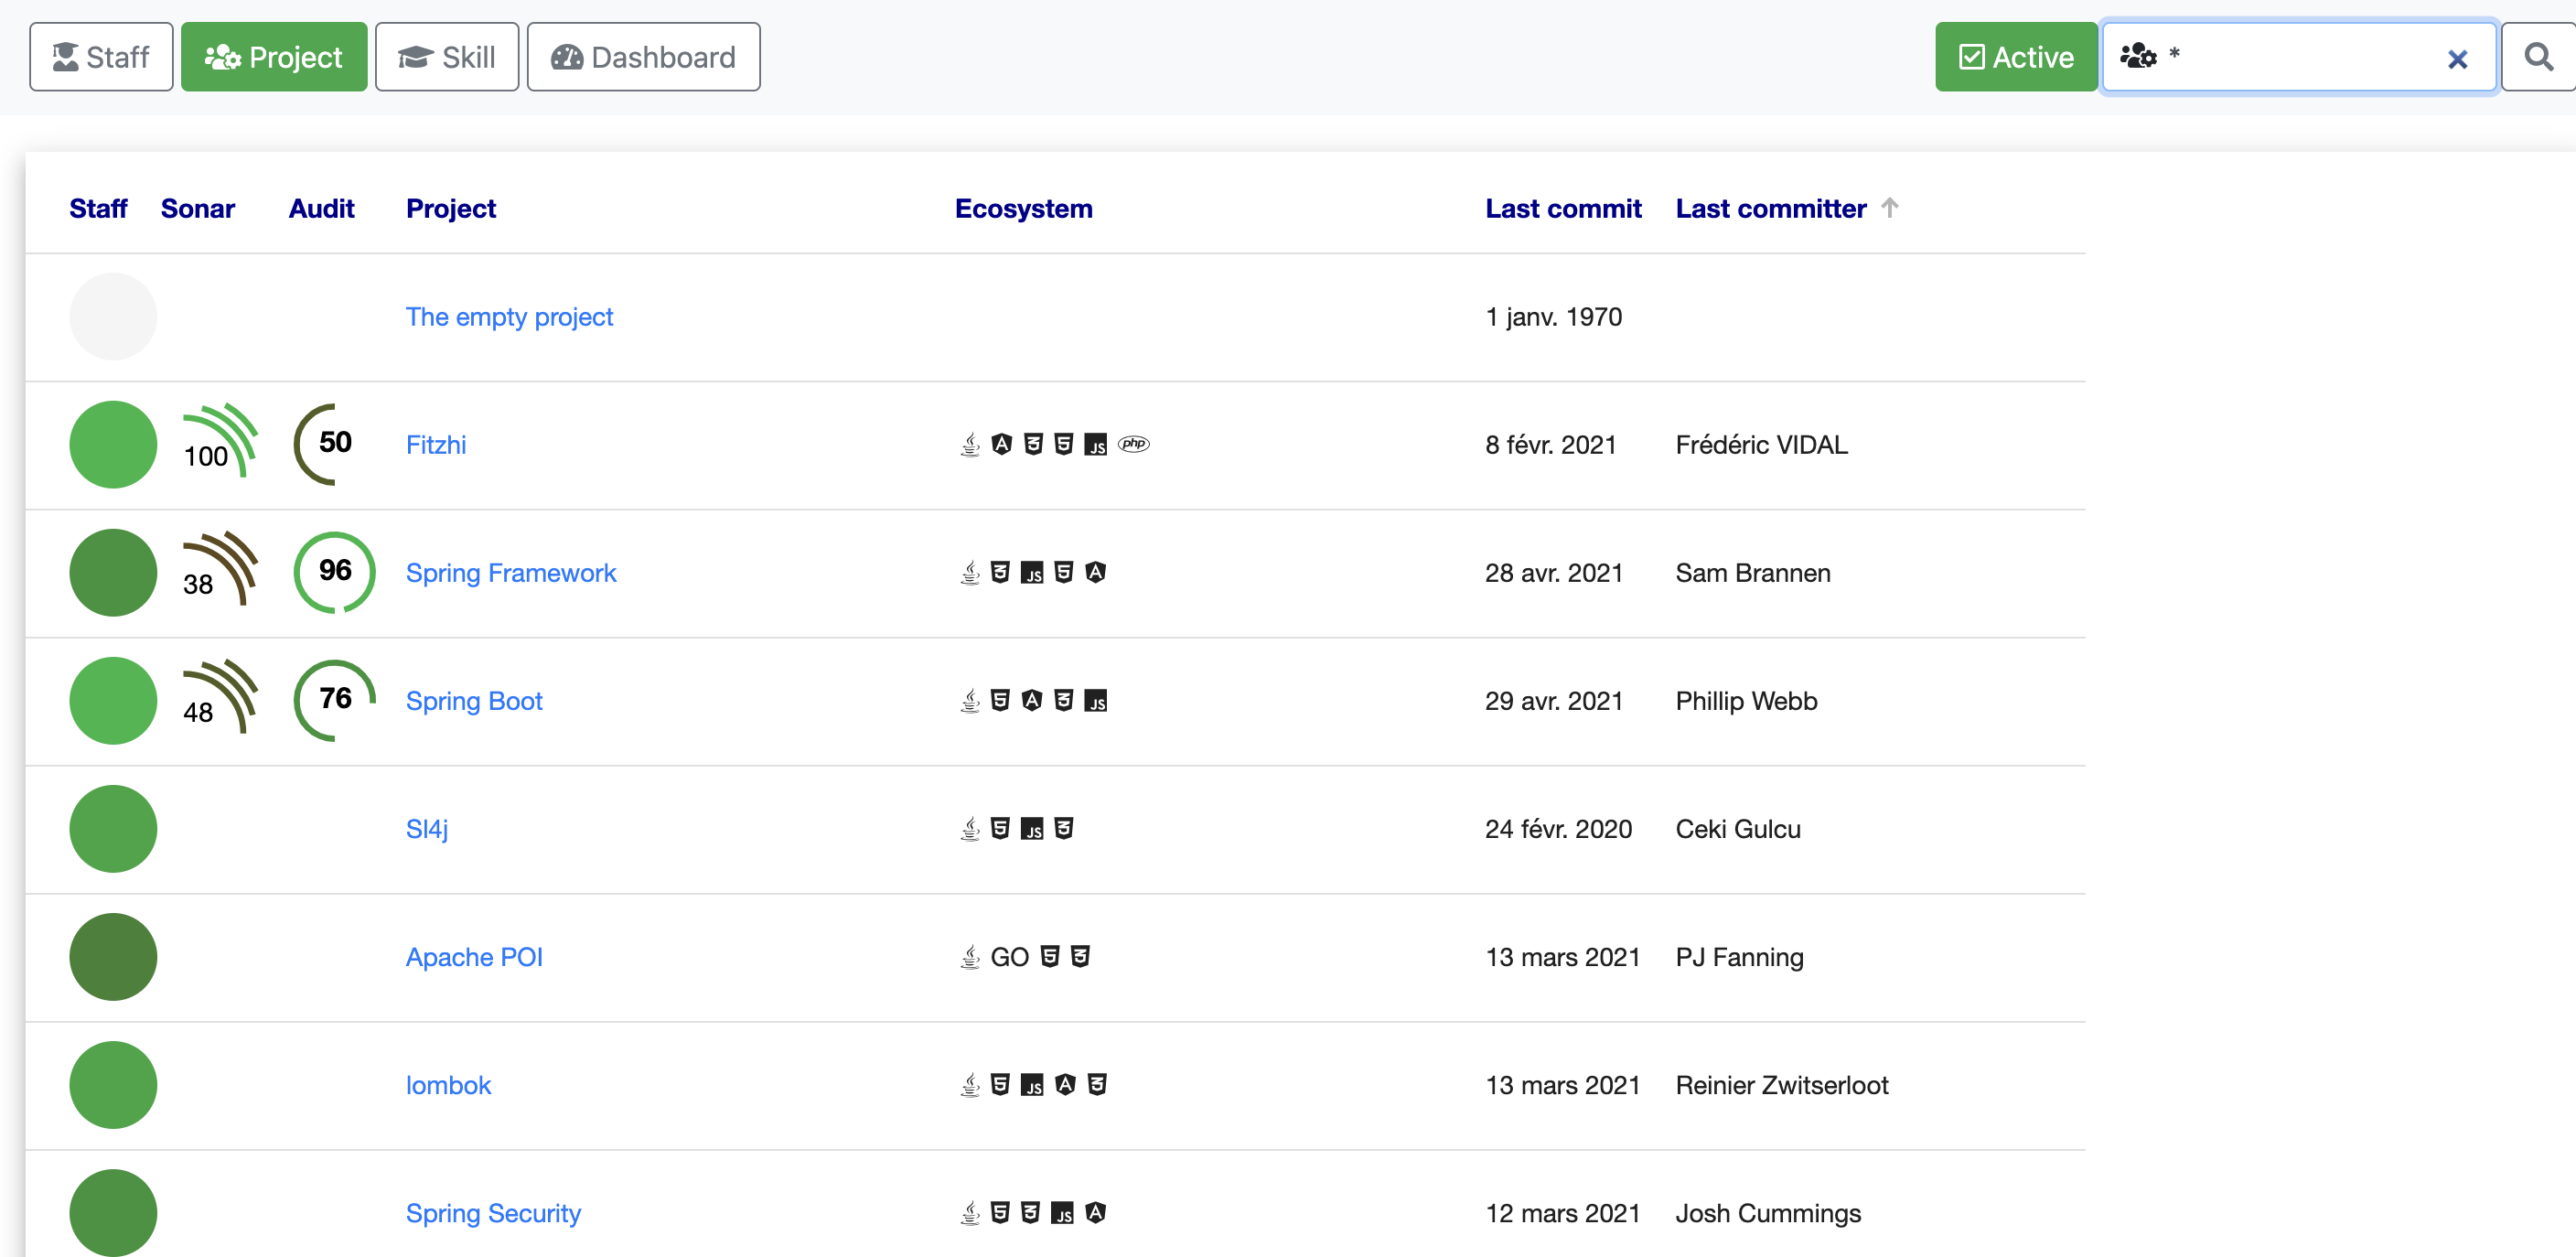 Staff Project Skill Dashboard Active *
Staff Sonar Audit Project Ecosystem Last commit Last committer
The empty project 1 janv. 1970
100 50 Fitzhi JS php 8 févr. 2021 Frédéric VIDAL
38 96 Spring Framework JS 28 avr. 2021 Sam Brannen
48 76 Spring Boot JS 29 avr. 2021 Phillip Webb
Sl4j JS 24 févr. 2020 Ceki Gulcu
Apache POI GO 13 mars 2021 PJ Fanning
lombok JS 13 mars 2021 Reinier Zwitserloot
Spring Security JS 12 mars 2021 Josh Cummings